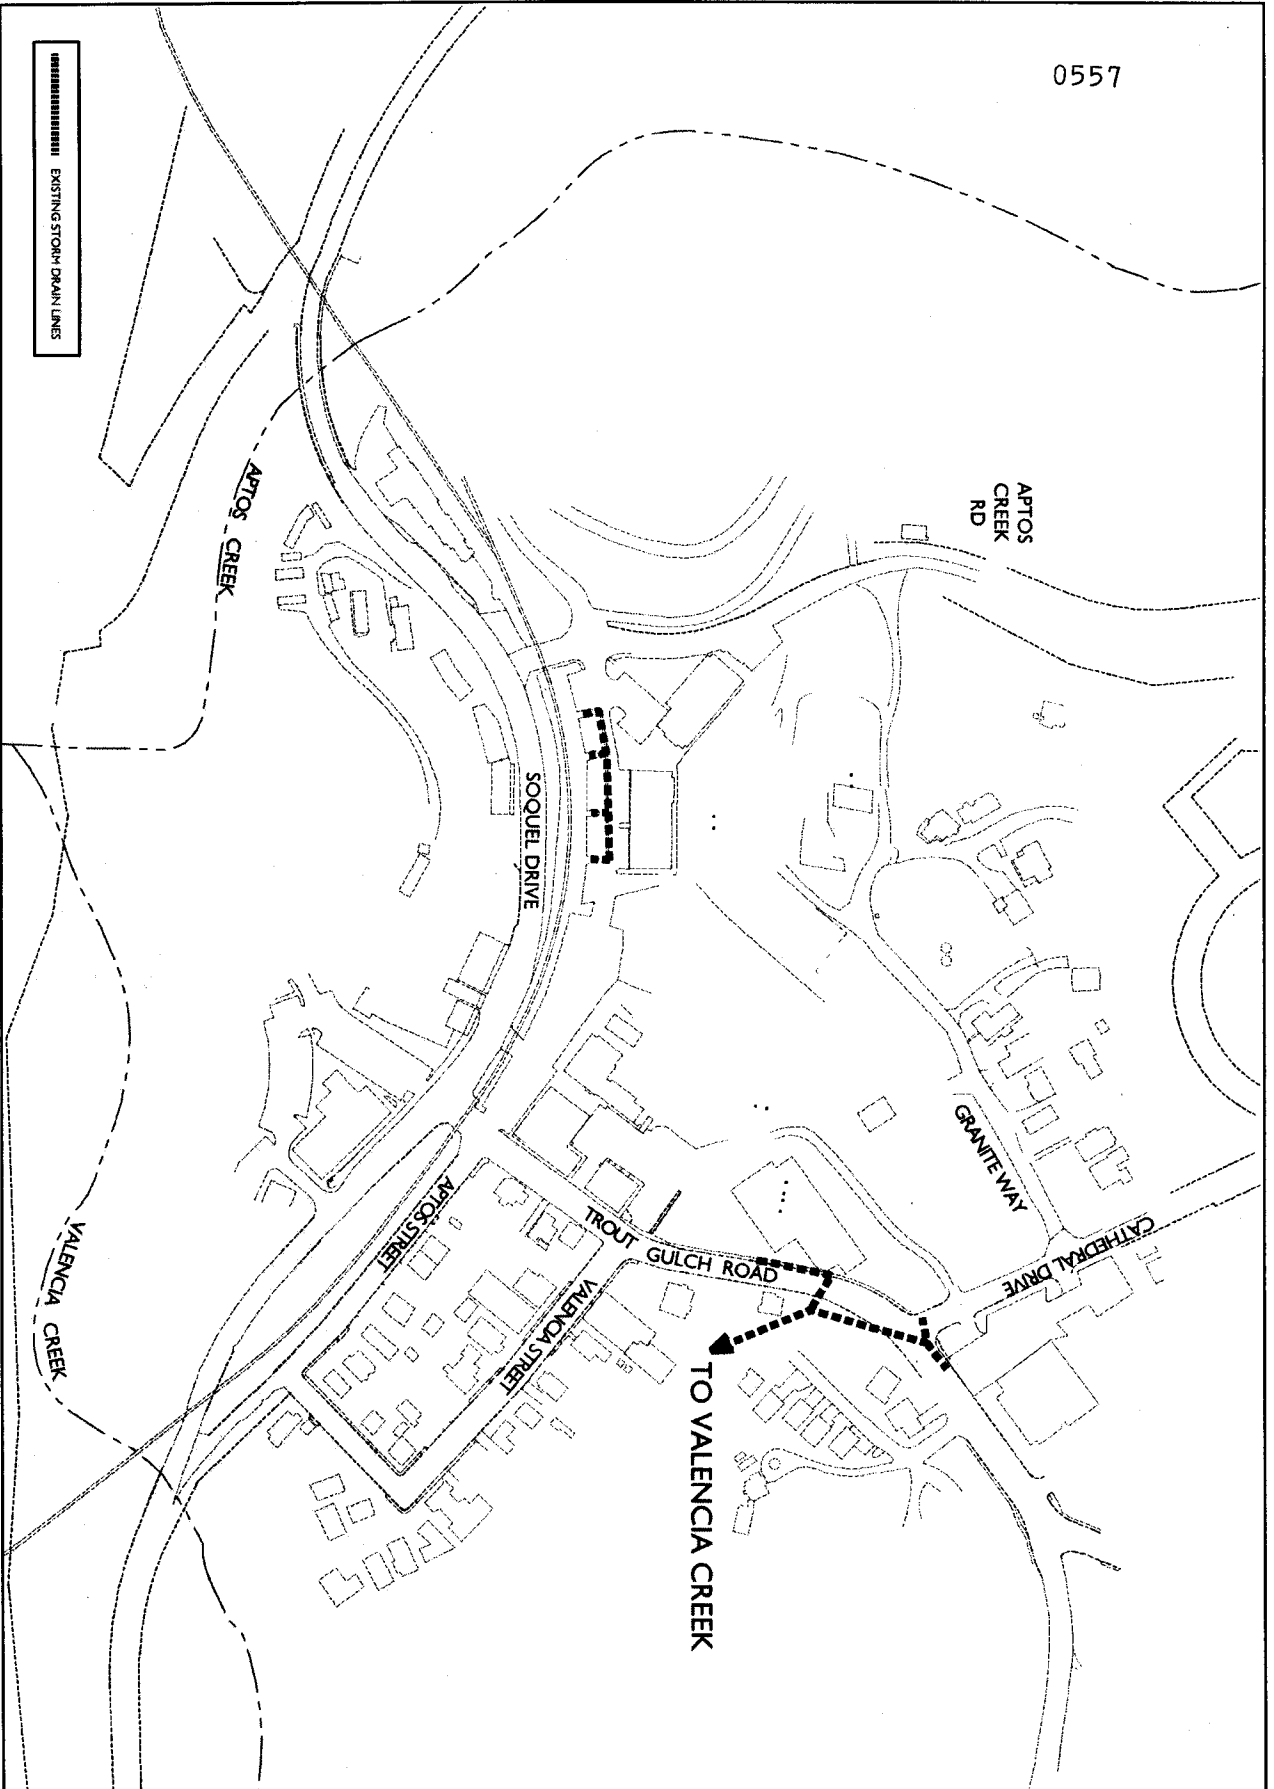 0557
EXISTING STORM DRAIN LINES
APTOS
CREEK
RD
APTOS CREEK
SOQUEL DRIVE
GRANITE WAY
CATHEDRAL DRIVE
TROUT GULCH ROAD
APTOS STREET
VALENCIA STREET
TO VALENCIA CREEK
VALENCIA CREEK